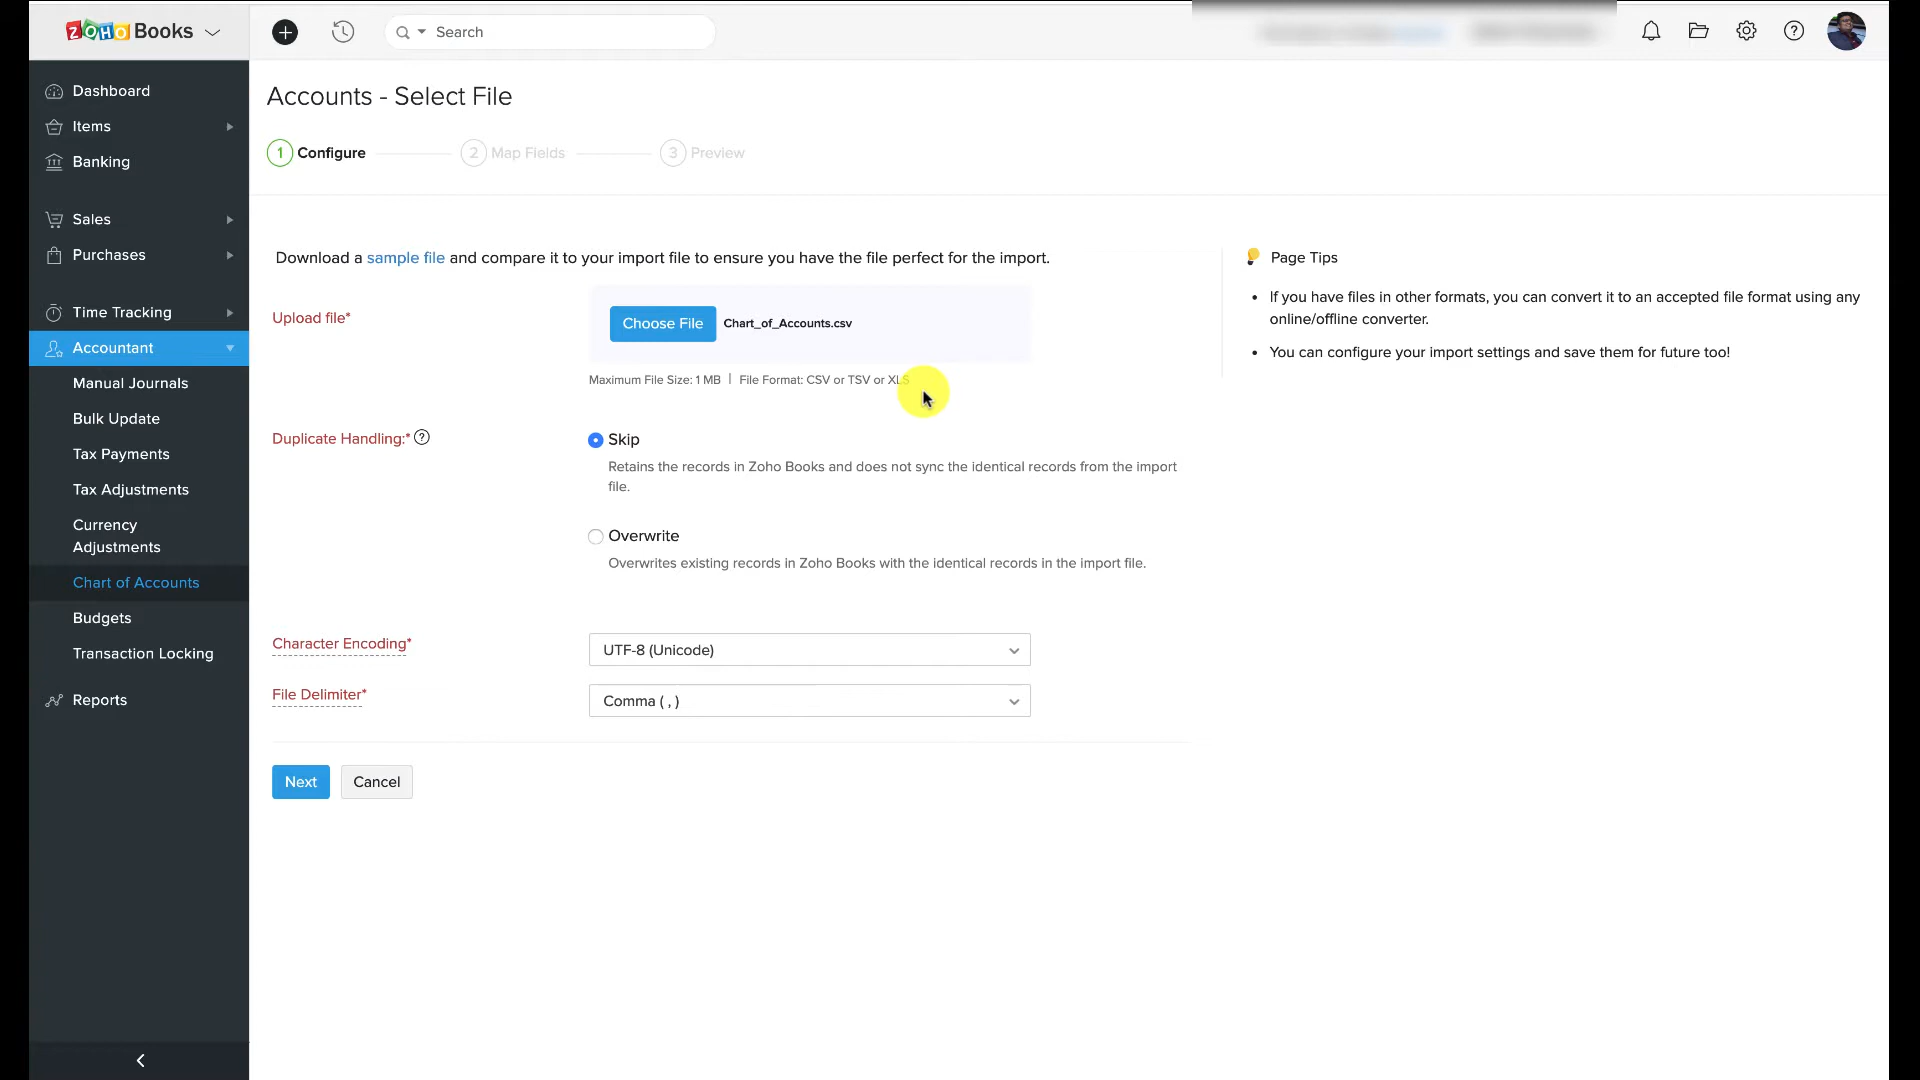 ZOHO Books
Search
Dashboard
Items
Banking
Sales
Purchases
Time Tracking
Accountant
Manual Journals
Bulk Update
Tax Payments
Tax Adjustments
Currency
Adjustments
Chart of Accounts
Budgets
Transaction Locking
Reports
Accounts - Select File
1 Configure
2 Map Fields
3 Preview
Download a sample file and compare it to your import file to ensure you have the file perfect for the import.
Upload file*
Choose File Chart_of_Accounts.csv
Maximum File Size: 1 MB | File Format: CSV or TSV or XLS
Duplicate Handling:* ?
Skip
Retains the records in Zoho Books and does not sync the identical records from the import
file.
Overwrite
Overwrites existing records in Zoho Books with the identical records in the import file.
Character Encoding*
UTF-8 (Unicode)
File Delimiter*
Comma ( , )
Next
Cancel
Page Tips
• If you have files in other formats, you can convert it to an accepted file format using any
online/offline converter.
• You can configure your import settings and save them for future too!